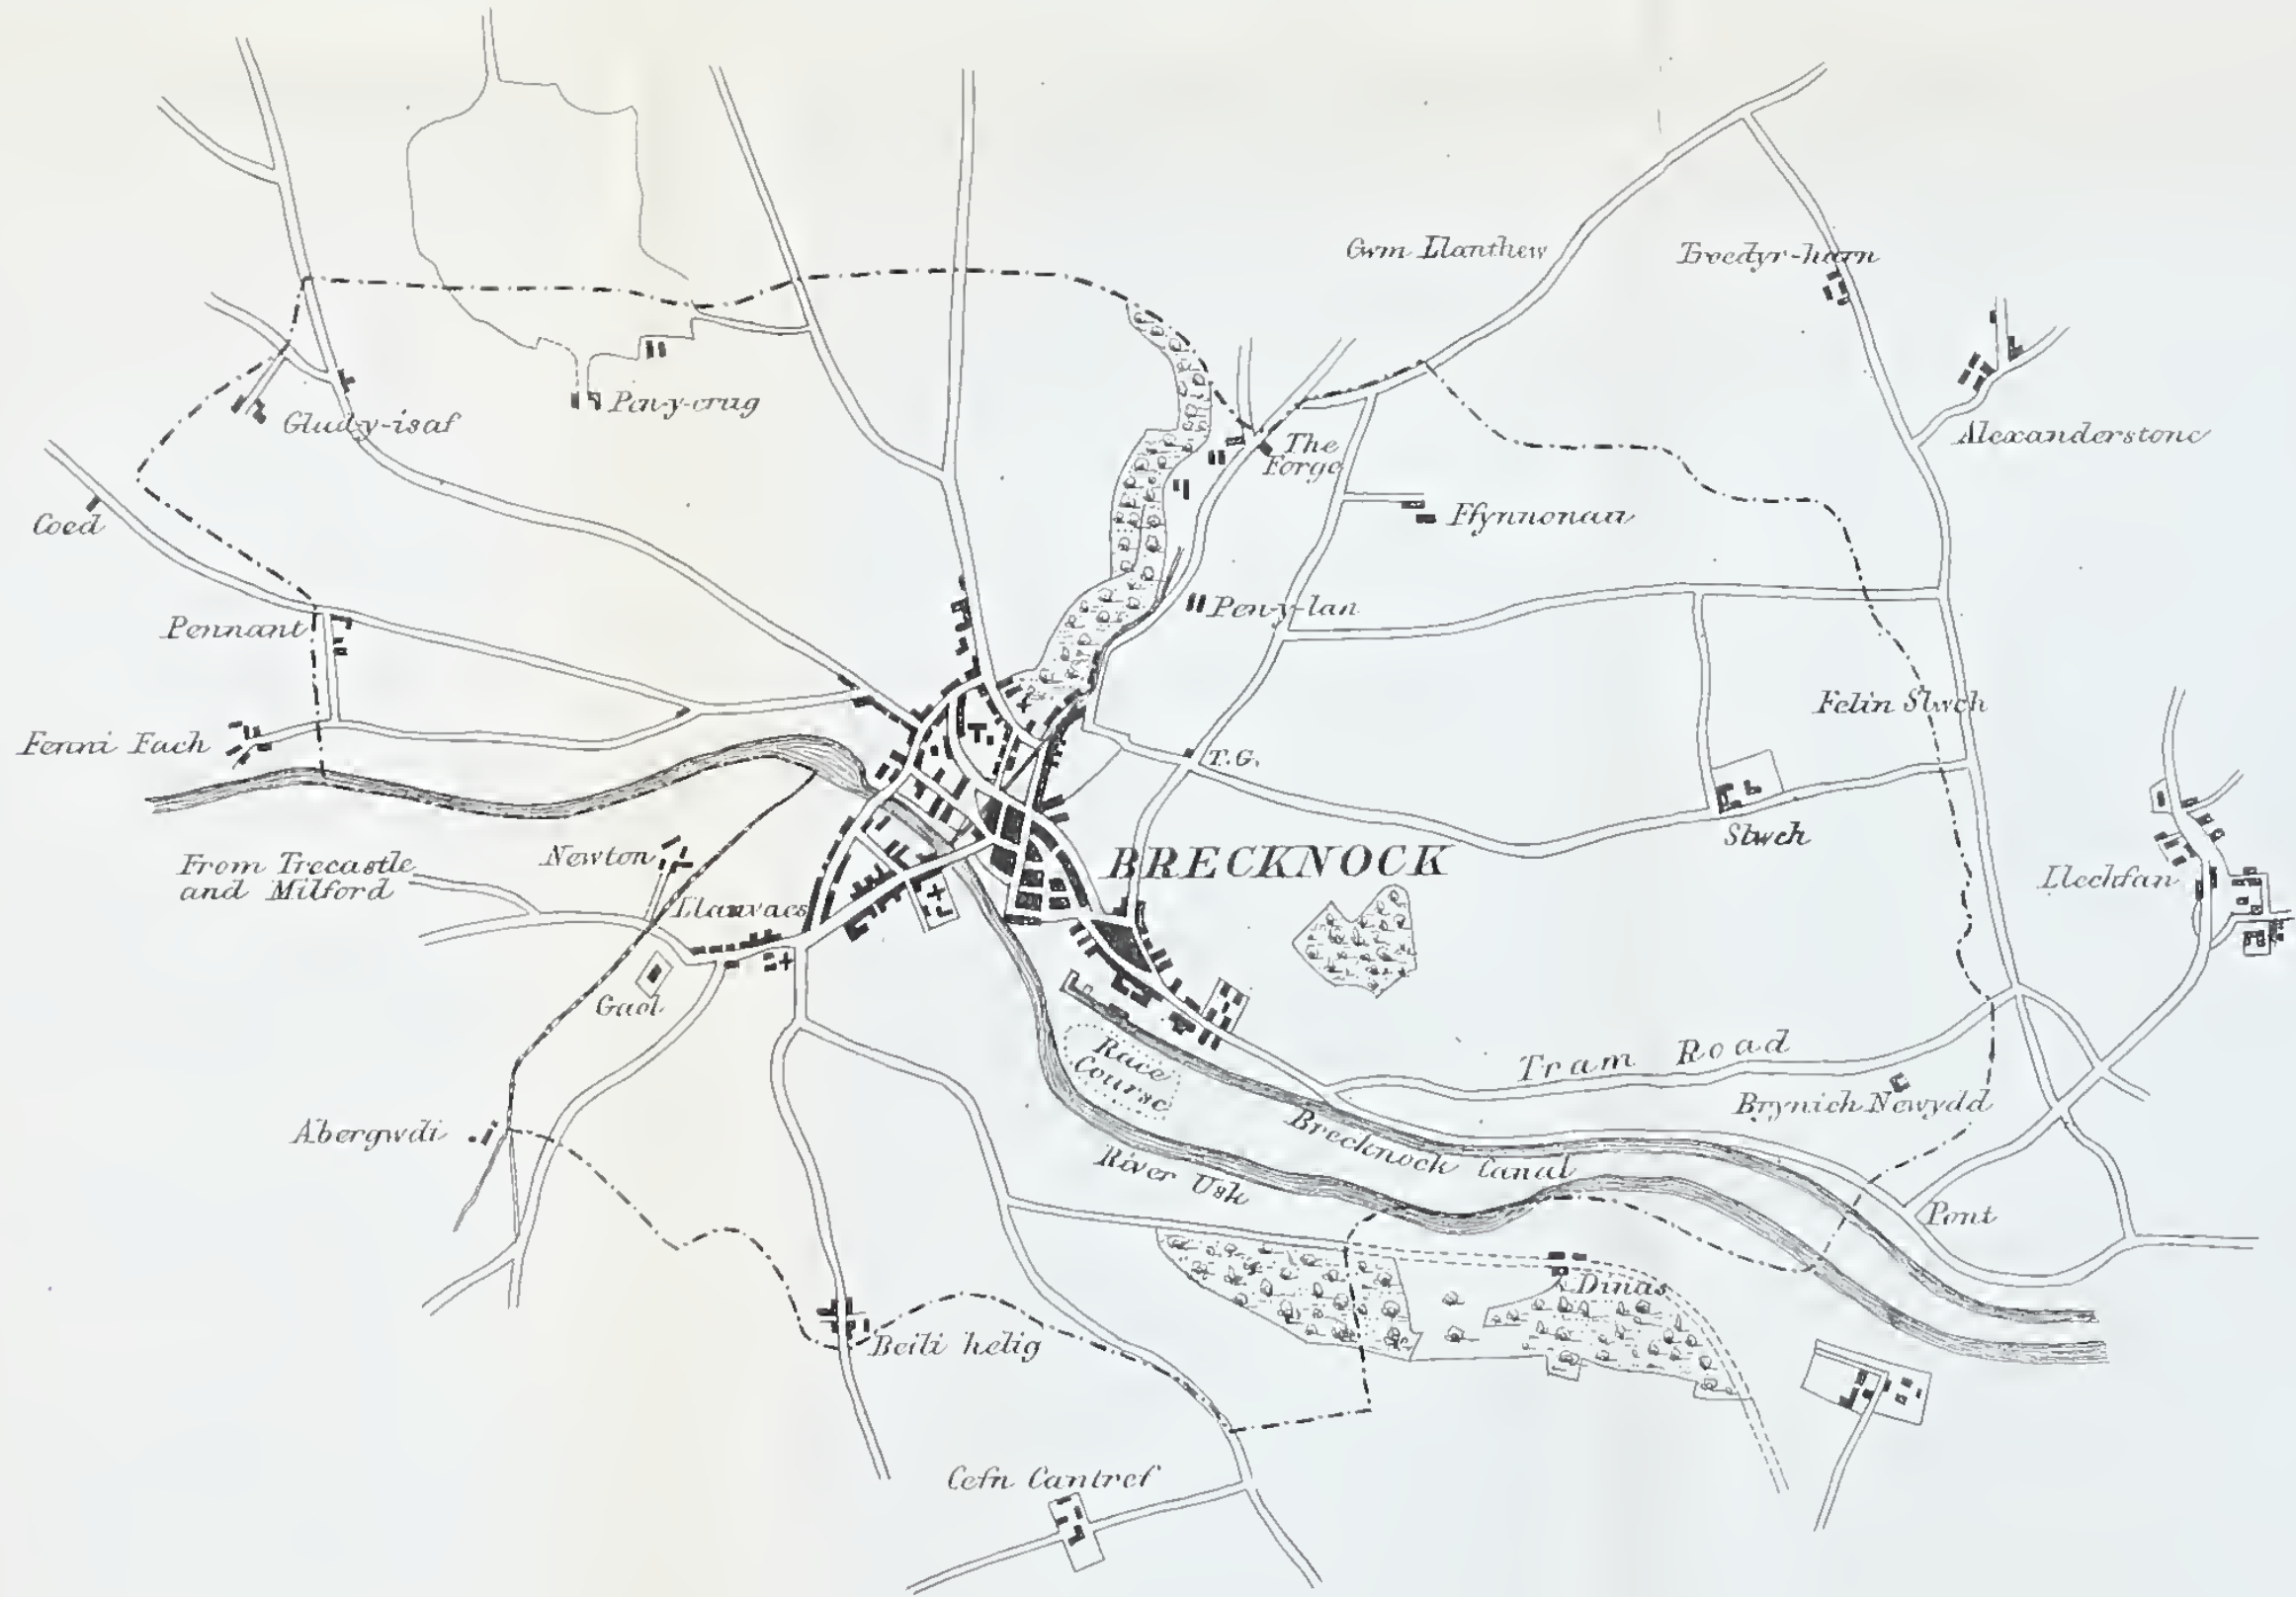 Gwm Llanthew
Troedyr-harn
Pen-y-crug
Glud-y-isaf
Alexanderstone
The
Forge
Coed
Ffynnonau
Pen-y-lan
Pennant
Felin Slwch
Fenni Fach
T.G.
Slwch
Newton
BRECKNOCK
From Trecastle
and Milford
Llechfan
Llanvaes
Gaol
Race
Course
Tram Road
Brynich Newydd
Abergwdi
Brecknock Canal
River Usk
Pont
Dinas
Beili helig
Cefn Cantref